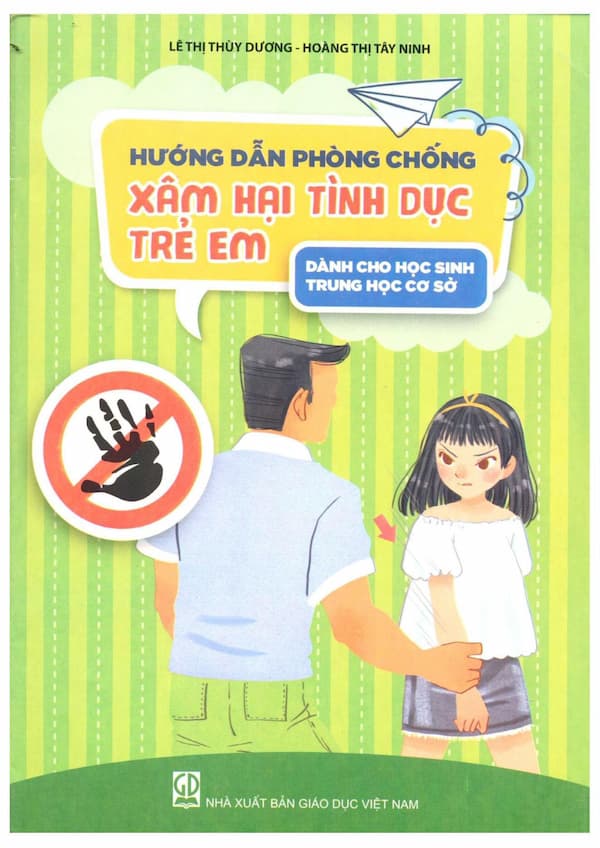 LÊ THỊ THÙY DƯƠNG - HOÀNG THỊ TÂY NINH
HƯỚNG DẪN PHÒNG CHỐNG
XÂM HẠI TÌNH DỤC
TRẺ EM
DÀNH CHO HỌC SINH
TRUNG HỌC CƠ SỞ
GD
NHÀ XUẤT BẢN GIÁO DỤC VIỆT NAM